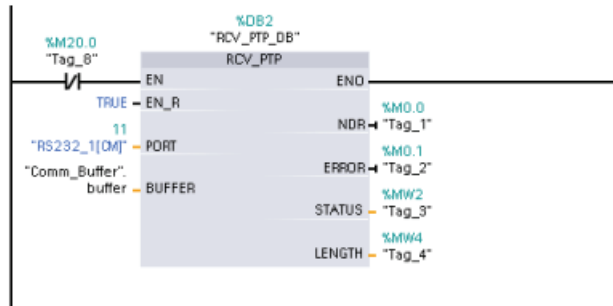 %DB2
"RCV_PTP_DB"
%M20.0
"Tag_8"
RCV_PTP
EN
ENO
TRUE
EN_R
%M0.0
NDR
"Tag_1"
11
"RS232_1[CM]"
PORT
%M0.1
ERROR
"Tag_2"
"Comm_Buffer".
buffer
BUFFER
%MW2
STATUS
"Tag_3"
%MW4
LENGTH
"Tag_4"